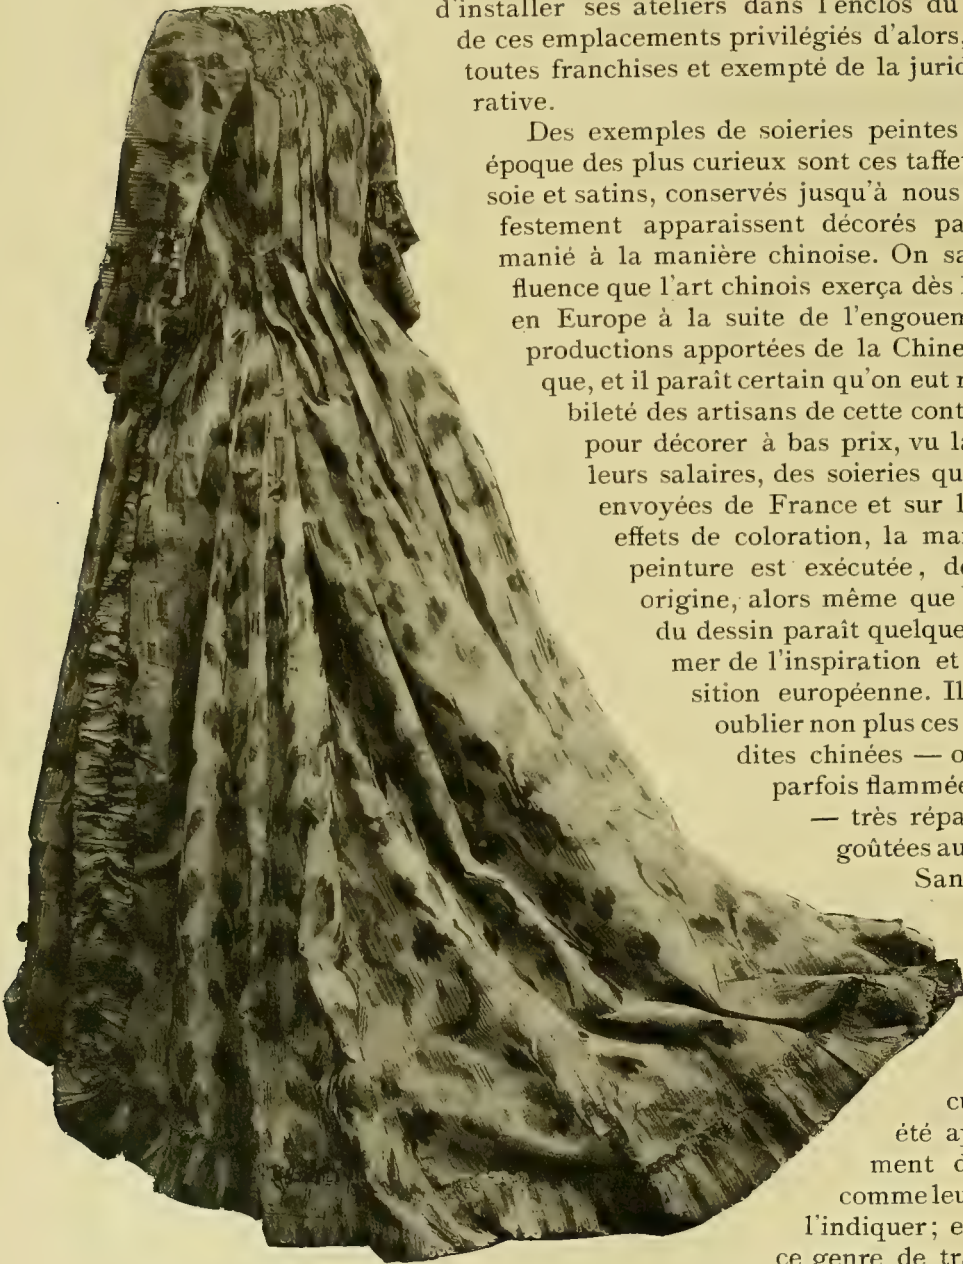 d'installer ses ateliers dans l'enclos du
de ces emplacements privilégiés d'alors,
toutes franchises et exempté de la jurid
rative.
Des exemples de soieries peintes
époque des plus curieux sont ces taffe
soie et satins, conservés jusqu'à nous
festement apparaissent décorés pa
manié à la manière chinoise. On sa
fluence que l'art chinois exerça dès
en Europe à la suite de l'engouem
productions apportées de la Chine
que, et il paraît certain qu'on eut r
bileté des artisans de cette cont
pour décorer à bas prix, vu la
leurs salaires, des soieries qu
envoyées de France et sur l
effets de coloration, la ma
peinture est exécutée, d
origine, alors même que
du dessin paraît quelque
mer de l'inspiration et
sition européenne. Il
oublier non plus ces
dites chinées — o
parfois flammée
— très répa
goûtées au
San
cu
été a
ment d
comme leu
l'indiquer; e
ce genre de tr